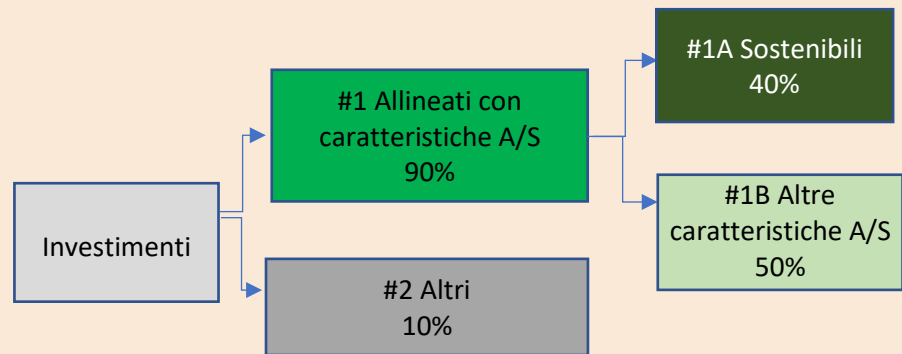 Investimenti
#1 Allineati con
caratteristiche A/S
90%
#2 Altri
10%
#1A Sostenibili
40%
#1B Altre
caratteristiche A/S
50%